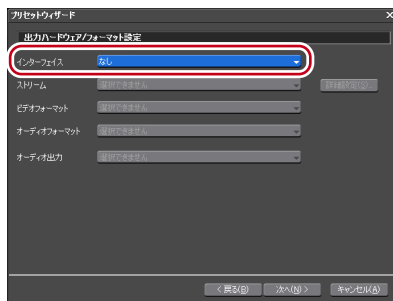 プリセットウィザード
出力ハードウェア/フォーマット設定
インターフェイス なし
ストリーム 選択できません 詳細設定(S)...
ビデオフォーマット 選択できません
オーディオフォーマット 選択できません
オーディオ出力 選択できません
< 戻る(B) 次へ(N) > キャンセル(A)